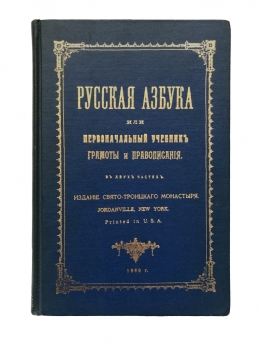 РУССКАЯ АЗБУКА
ИЛИ
ПЕРВОНАЧАЛЬНЫЙ УЧЕБНИКЪ
ГРАМОТЫ И ПРАВОПИСАНІЯ.
ВЪ ДВУХЪ ЧАСТЯХЪ.
ИЗДАНІЕ СВЯТО-ТРОИЦКАГО МОНАСТЫРЯ.
JORDANVILLE, NEW YORK.
Printed in U. S. A.